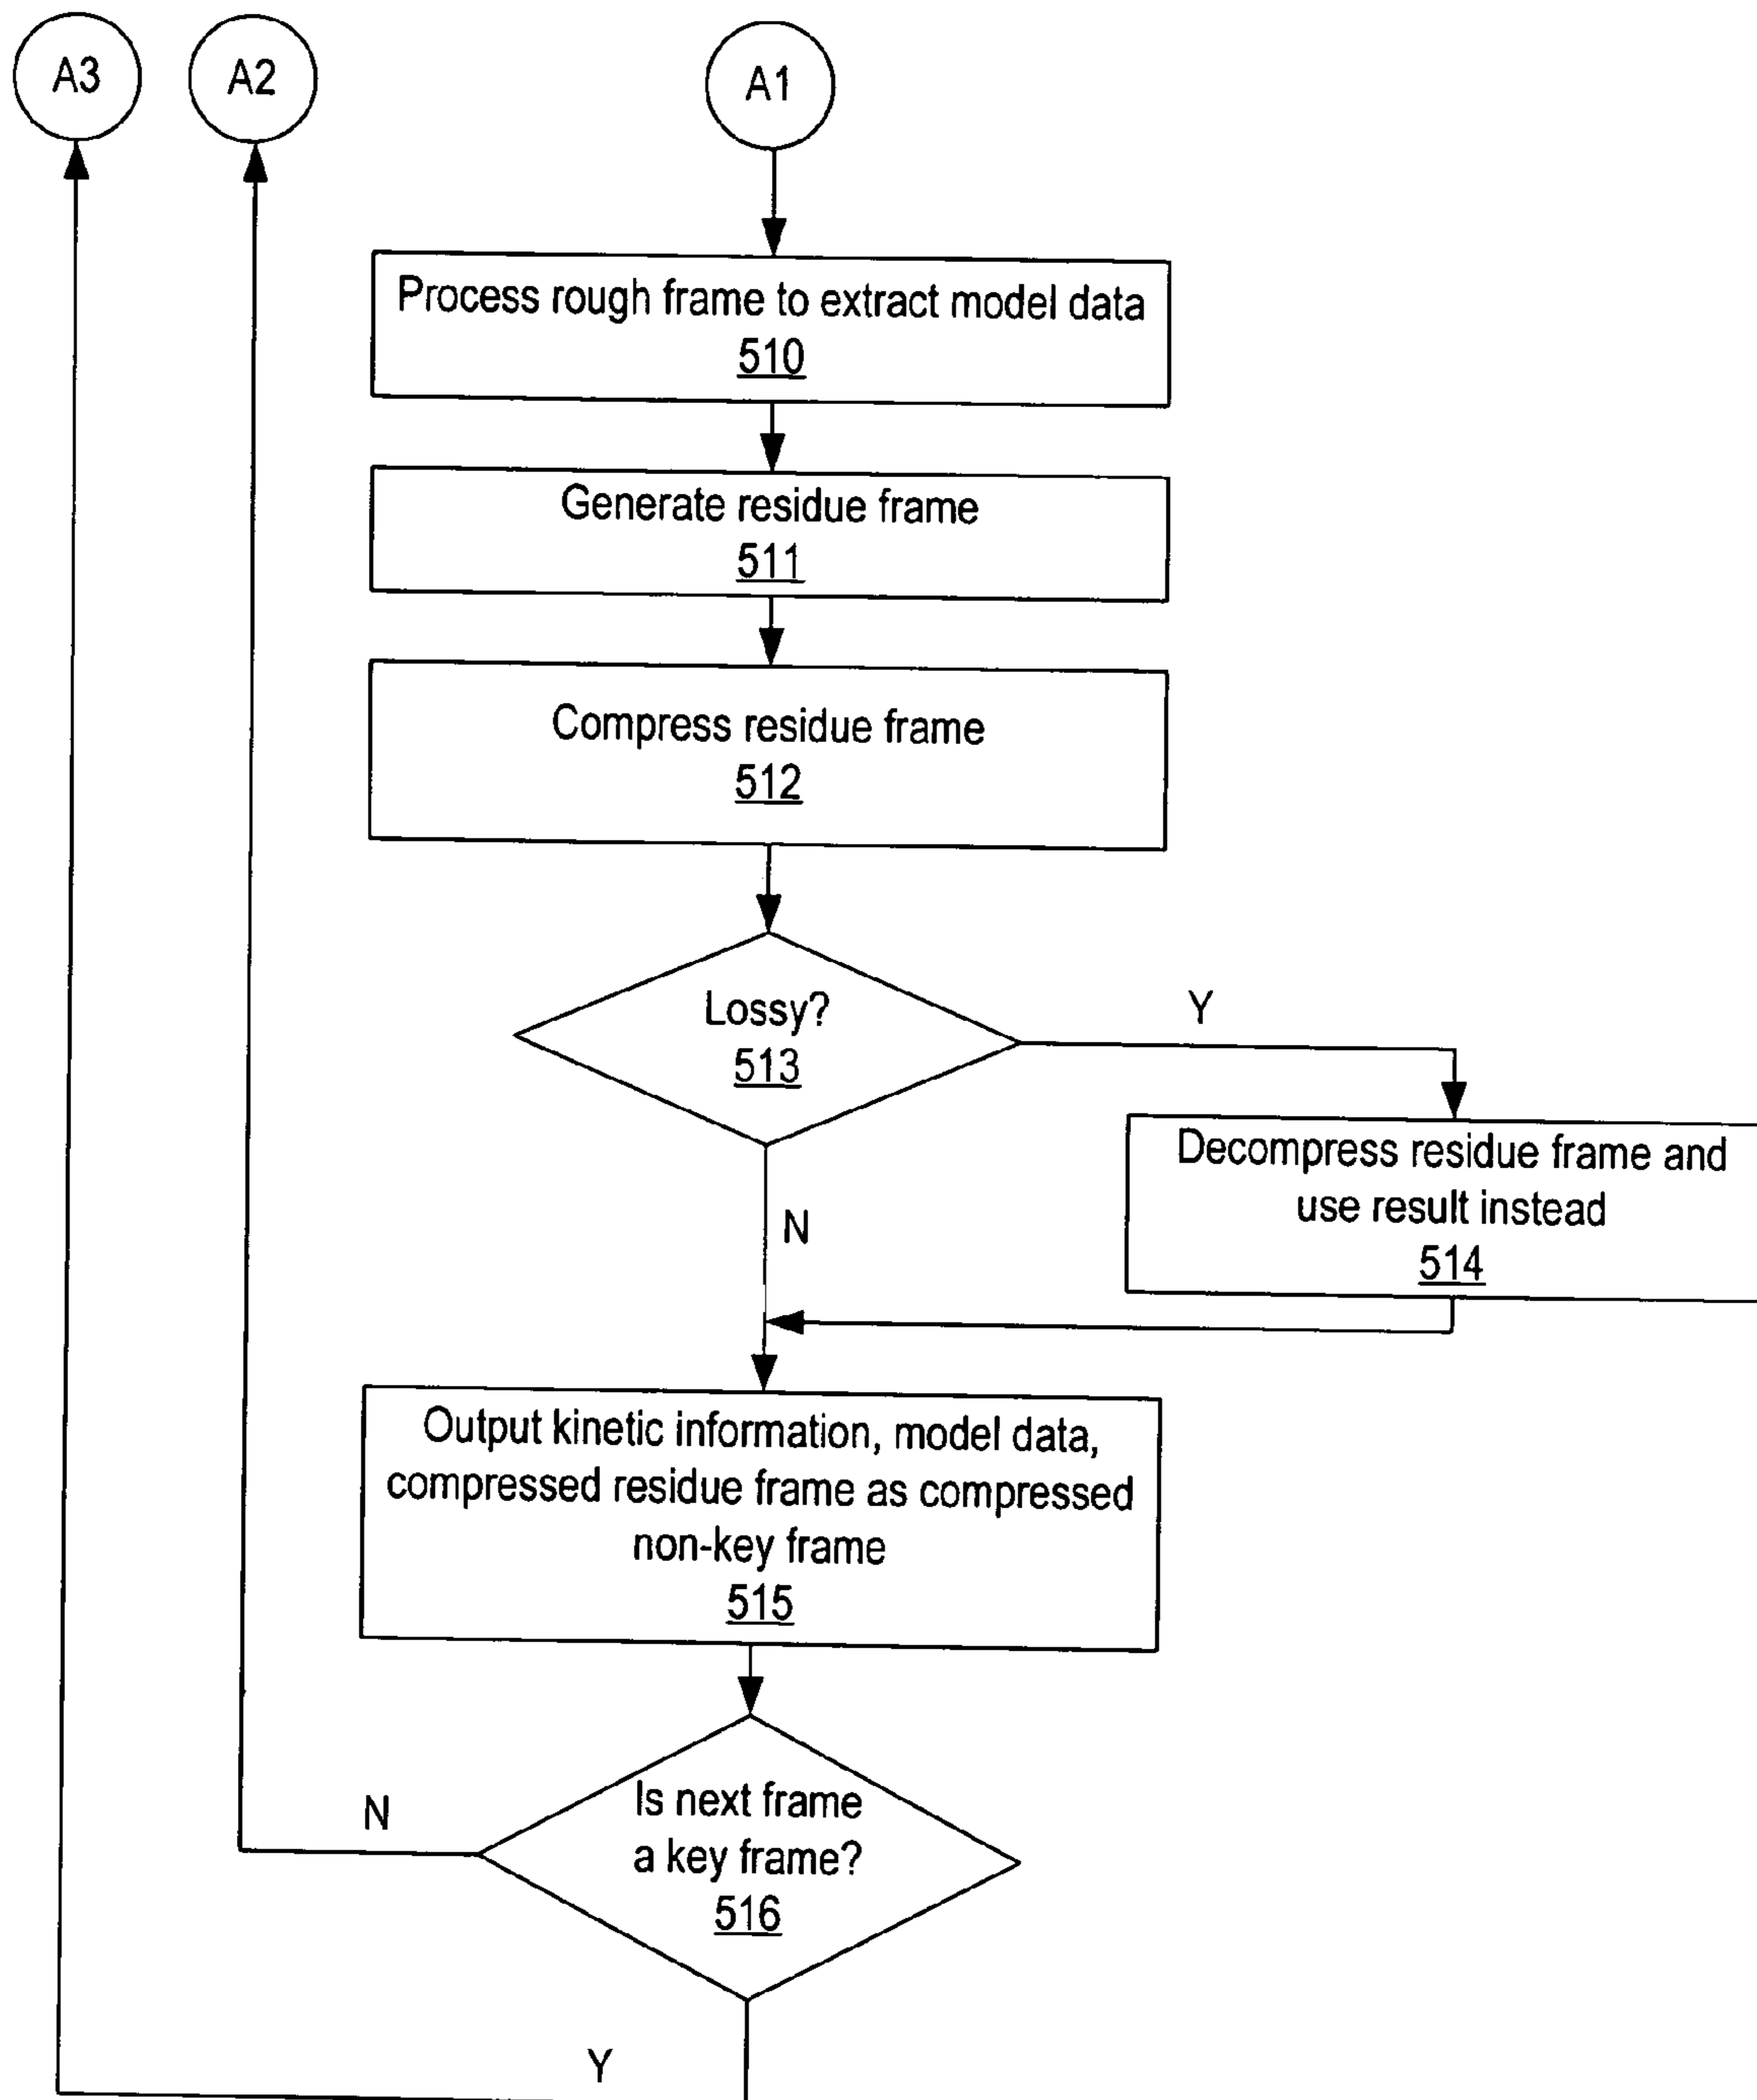 A3
A2
A1
Process rough frame to extract model data
510
Generate residue frame
511
Compress residue frame
512
Lossy?
513
Y
Decompress residue frame and
use result instead
514
N
Output kinetic information, model data,
compressed residue frame as compressed
non-key frame
515
Is next frame
a key frame?
516
N
Y